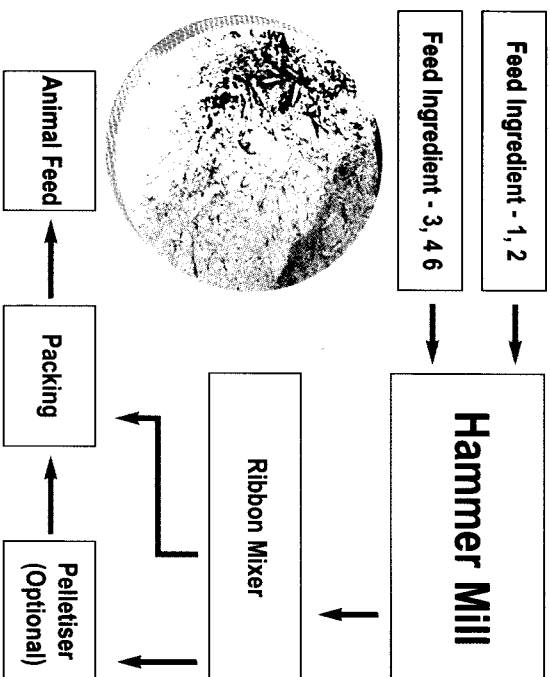 Feed Ingredient - 1, 2
Feed Ingredient - 3, 4 6
Hammer Mill
Ribbon Mixer
Pelletiser
(Optional)
Packing
Animal Feed